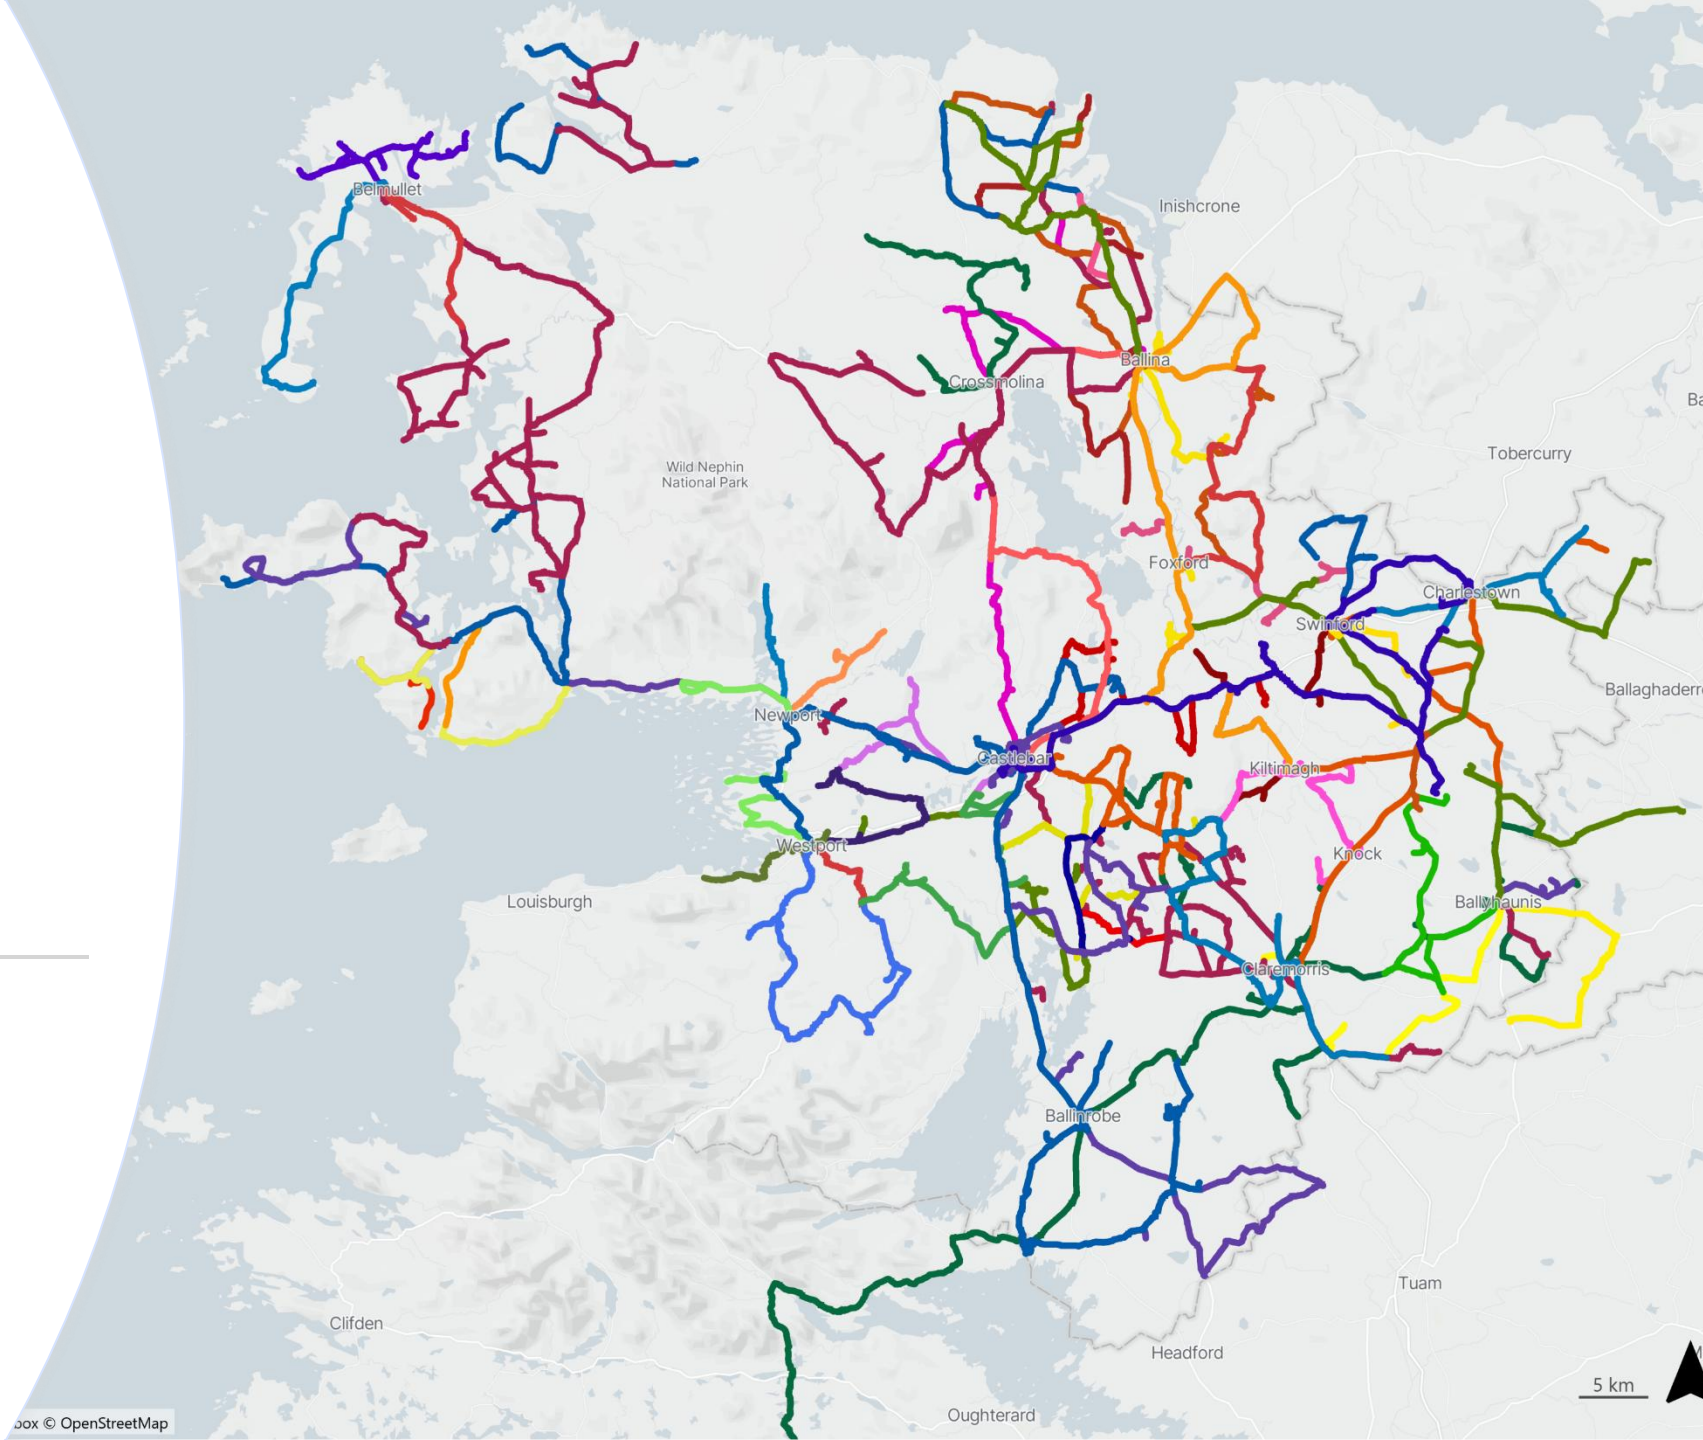 Belmullet
Inishcrone
Ballina
Crossmolina
Wild Nephin
National Park
Tobercurry
Foxford
Charlestown
Swinford
Ballaghaderr
Newport
Castlebar
Kiltimagh
Westport
Knock
Louisburgh
Ballyhaunis
Claremorris
Ballinrobe
Tuam
Clifden
Headford
5 km
Oughterard
box © OpenStreetMap